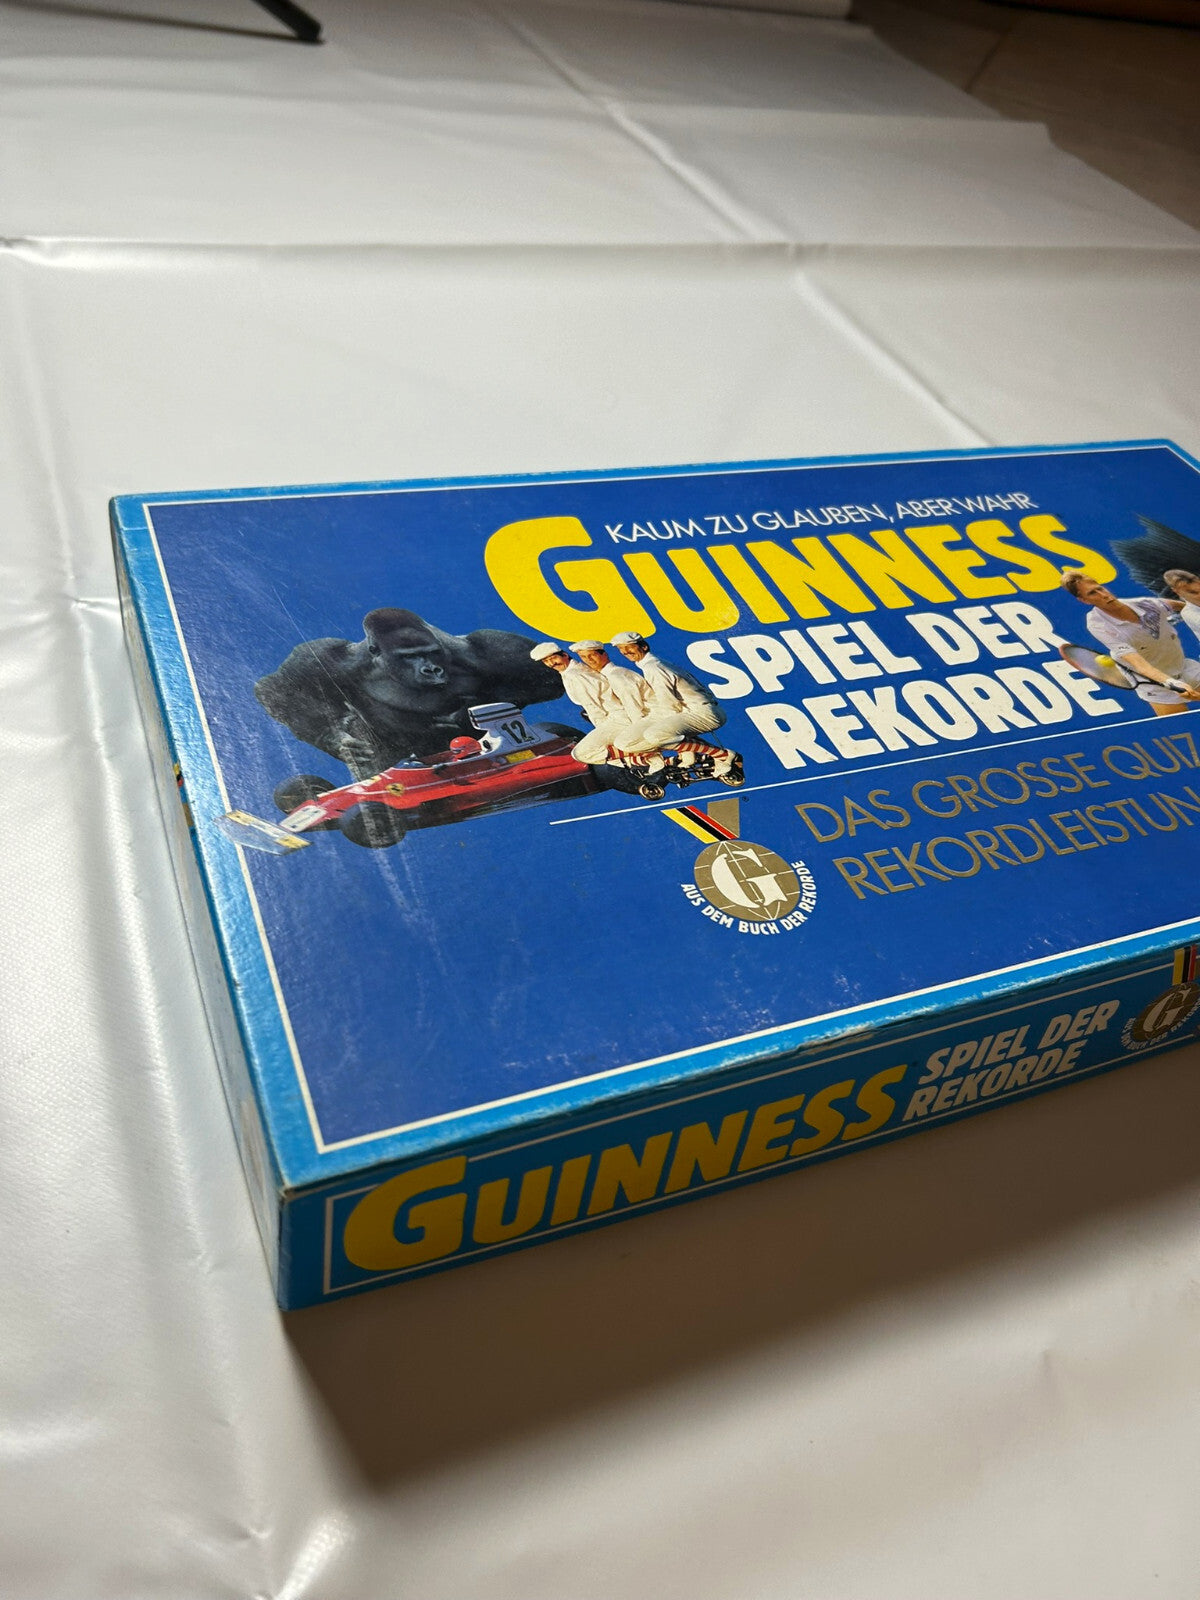 KAUM ZU GLAUBEN, ABER WAHR
GUINNESS
SPIEL DER
REKORDE
DAS GROSSE QUIZ
REKORDLEISTUN
12
G
AUS DEM BUCH DER REKORDE
GUINNESS
SPIEL DER
REKORDE
G